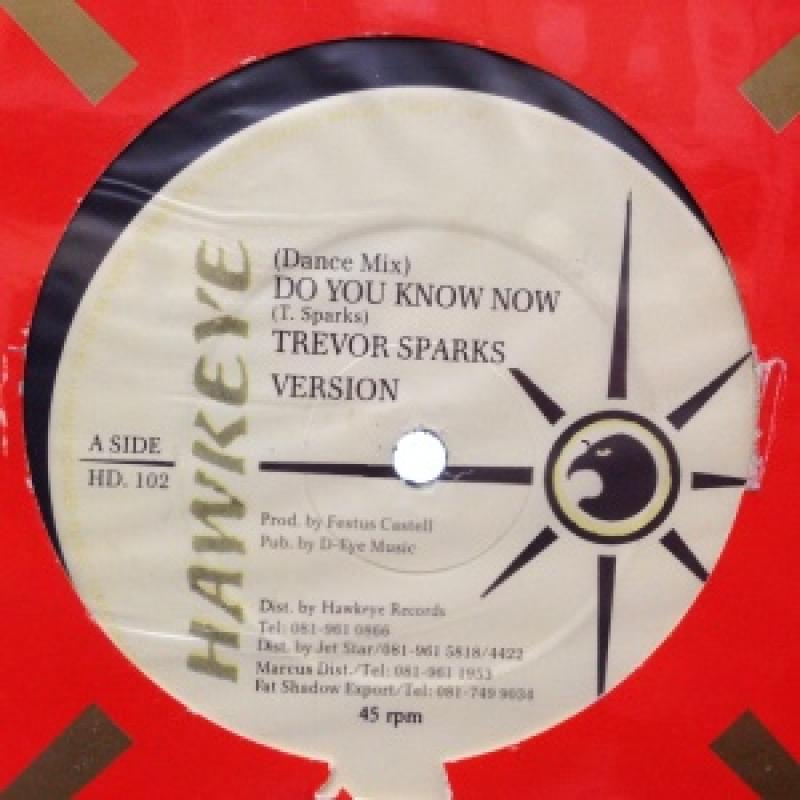 HAWKEYE
(Dance Mix)
DO YOU KNOW NOW
(T. Sparks)
TREVOR SPARKS
VERSION
A SIDE
HD. 102
Prod. by Festus Castell
Pub. by D-Eye Music
Dist. by Hawkeye Records
Tel: 081-961 0866
Dist. by Jet Star/081-961 5818/4422
Marcus Dist./Tel: 081-961 1953
Fat Shadow Export/Tel: 081-749 9034
45 rpm